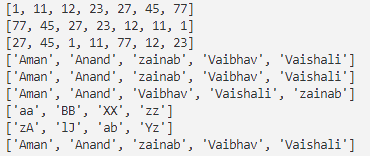 [1, 11, 12, 23, 27, 45, 77]
[77, 45, 27, 23, 12, 11, 1]
[27, 45, 1, 11, 77, 12, 23]
['Aman', 'Anand', 'zainab', 'Vaibhav', 'Vaishali']
['Aman', 'Anand', 'zainab', 'Vaibhav', 'Vaishali']
['Aman', 'Anand', 'Vaibhav', 'Vaishali', 'zainab']
['aa', 'BB', 'XX', 'zz']
['zA', 'lJ', 'ab', 'Yz']
['Aman', 'Anand', 'zainab', 'Vaibhav', 'Vaishali']